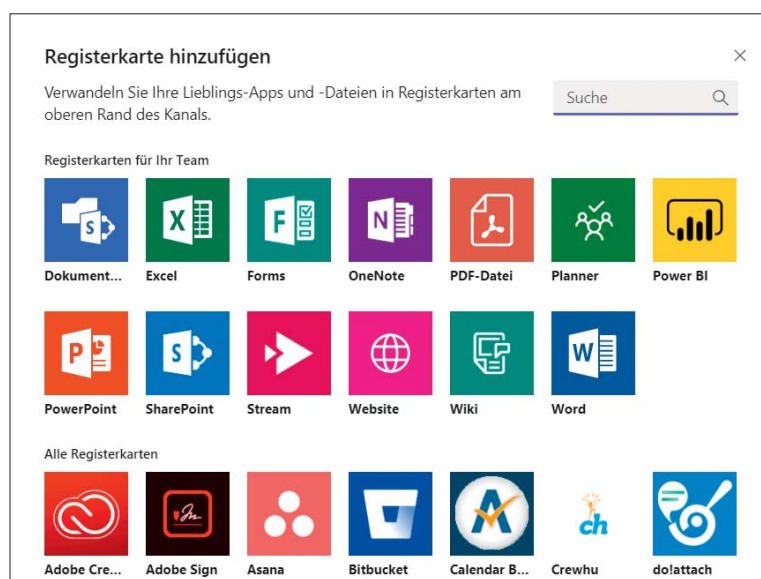 Registerkarte hinzufügen
Verwandeln Sie Ihre Lieblings-Apps und -Dateien in Registerkarten am
oberen Rand des Kanals.
Suche
Registerkarten für Ihr Team
Dokument... Excel Forms OneNote PDF-Datei Planner Power BI
PowerPoint SharePoint Stream Website Wiki Word
Alle Registerkarten
Adobe Cre... Adobe Sign Asana Bitbucket Calendar B... Crewhu do!attach